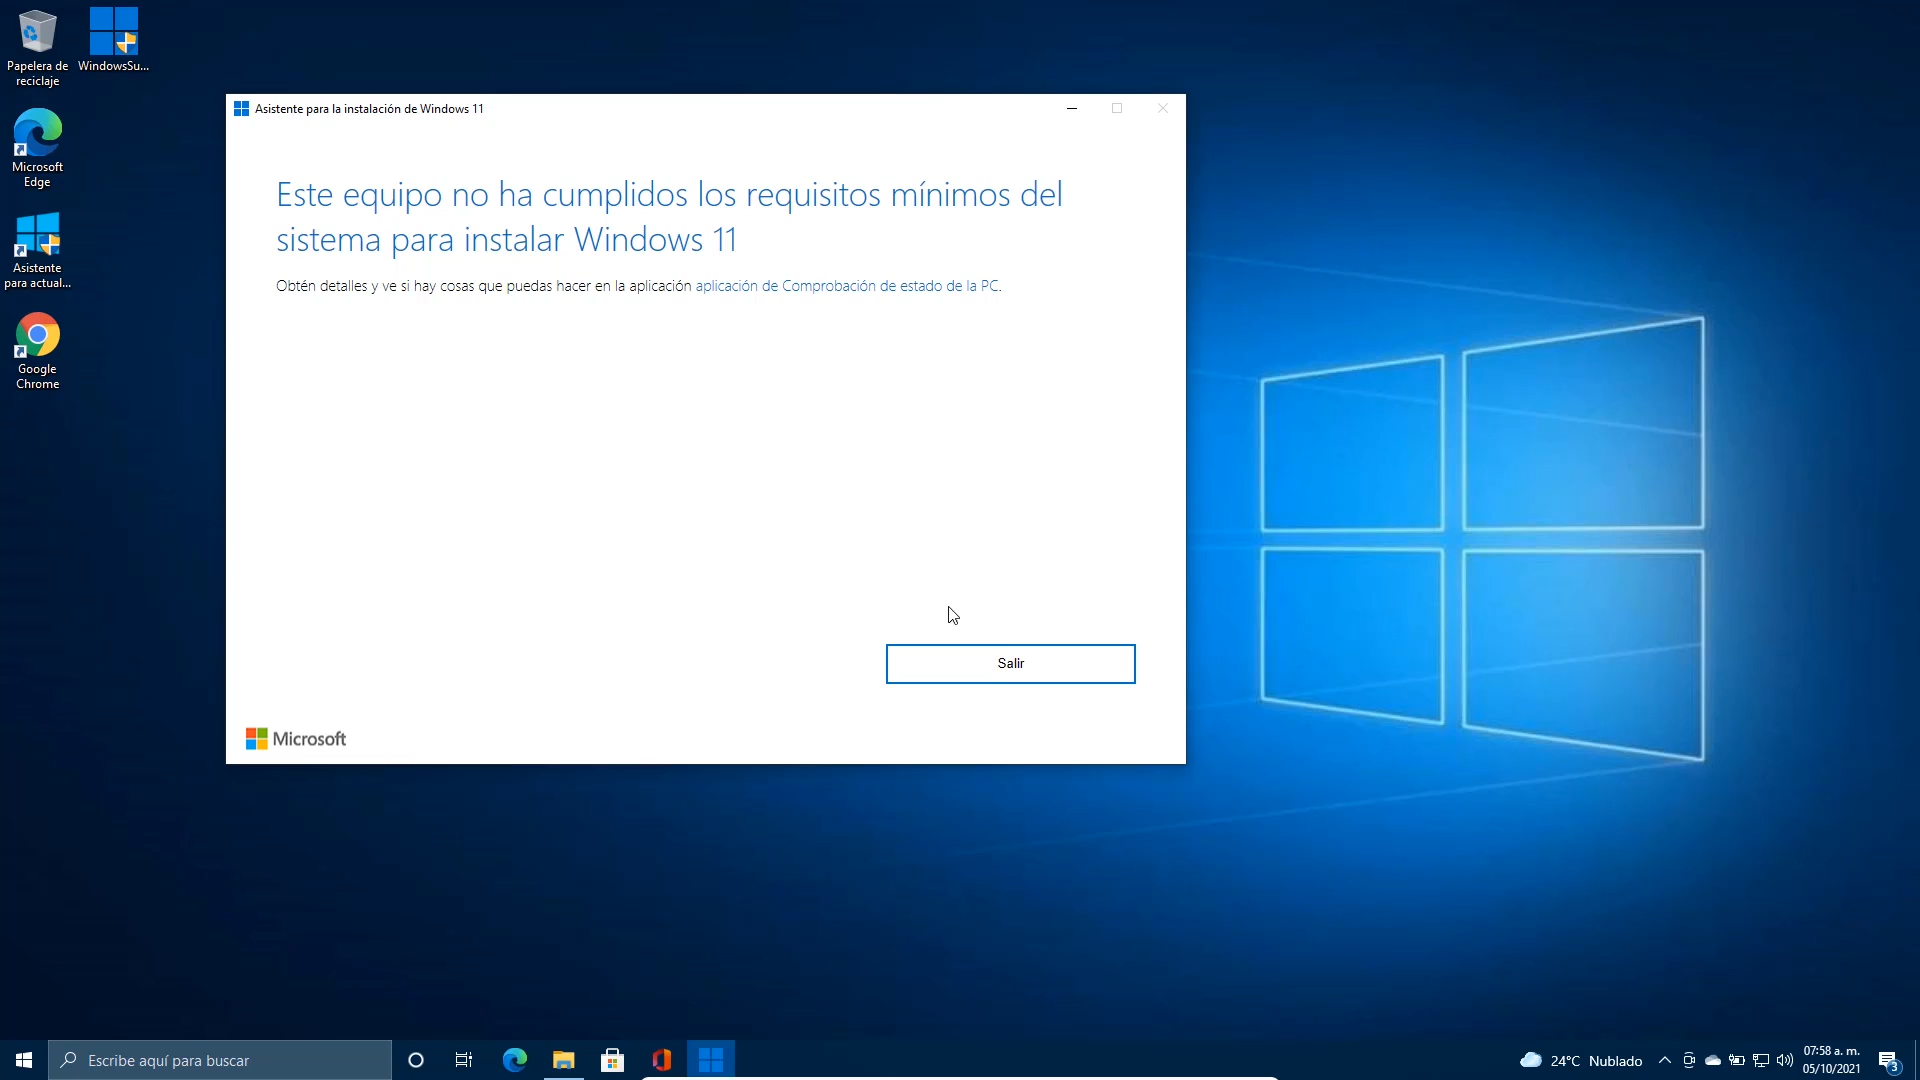 Papelera de
reciclaje
WindowsSu...
Microsoft
Edge
Asistente
para actual...
Google
Chrome
Asistente para la instalación de Windows 11
Este equipo no ha cumplidos los requisitos mínimos del
sistema para instalar Windows 11
Obtén detalles y ve si hay cosas que puedas hacer en la aplicación aplicación de Comprobación de estado de la PC.
Salir
Microsoft
Escribe aquí para buscar
24°C Nublado
07:58 a. m.
05/10/2021
3